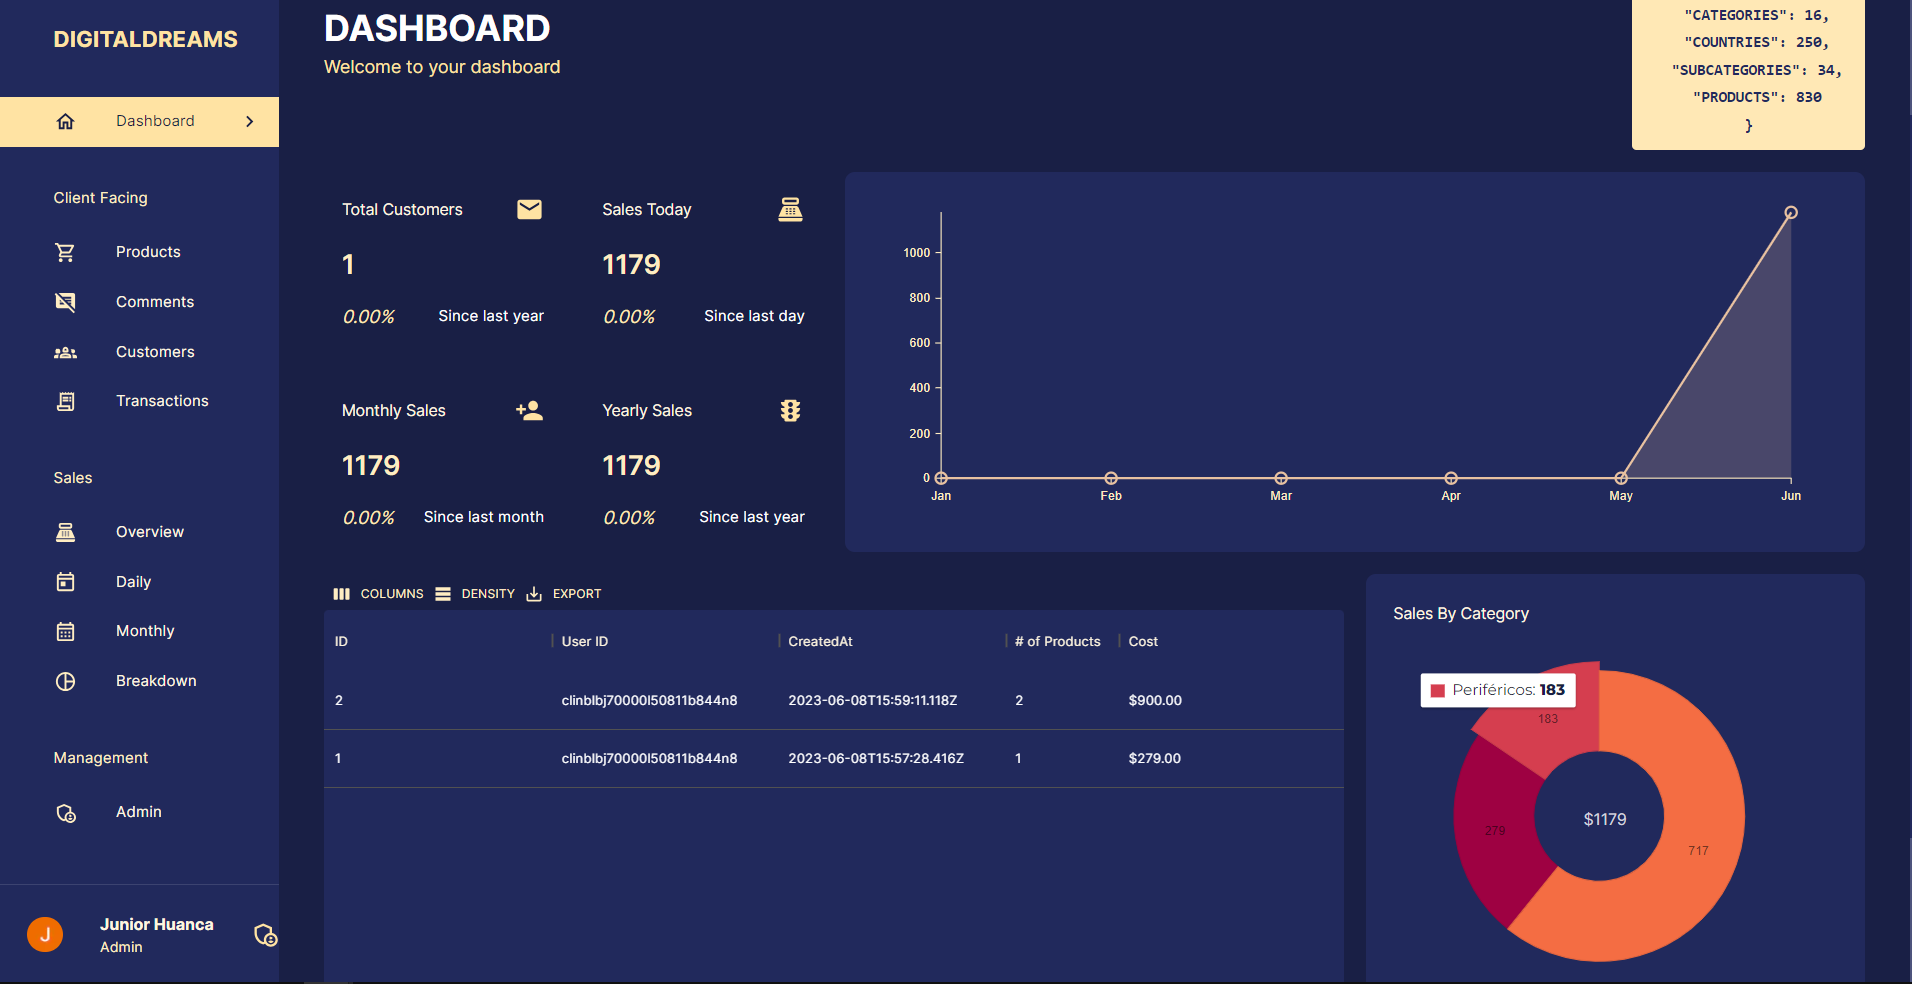 DIGITALDREAMS
Dashboard
Client Facing
Products
Comments
Customers
Transactions
Sales
Overview
Daily
Monthly
Breakdown
Management
Admin
J
Junior Huanca
Admin
DASHBOARD
Welcome to your dashboard
"CATEGORIES": 16,
"COUNTRIES": 250,
"SUBCATEGORIES": 34,
"PRODUCTS": 830
}
Total Customers
1
0.00% Since last year
Sales Today
1179
0.00% Since last day
Monthly Sales
1179
0.00% Since last month
Yearly Sales
1179
0.00% Since last year
1000
800
600
400
200
0
Jan Feb Mar Apr May Jun
COLUMNS DENSITY EXPORT
ID User ID CreatedAt # of Products Cost
2 clinblbj70000l50811b844n8 2023-06-08T15:59:11.118Z 2 $900.00
1 clinblbj70000l50811b844n8 2023-06-08T15:57:28.416Z 1 $279.00
Sales By Category
Periféricos: 183
183
279
$1179
717